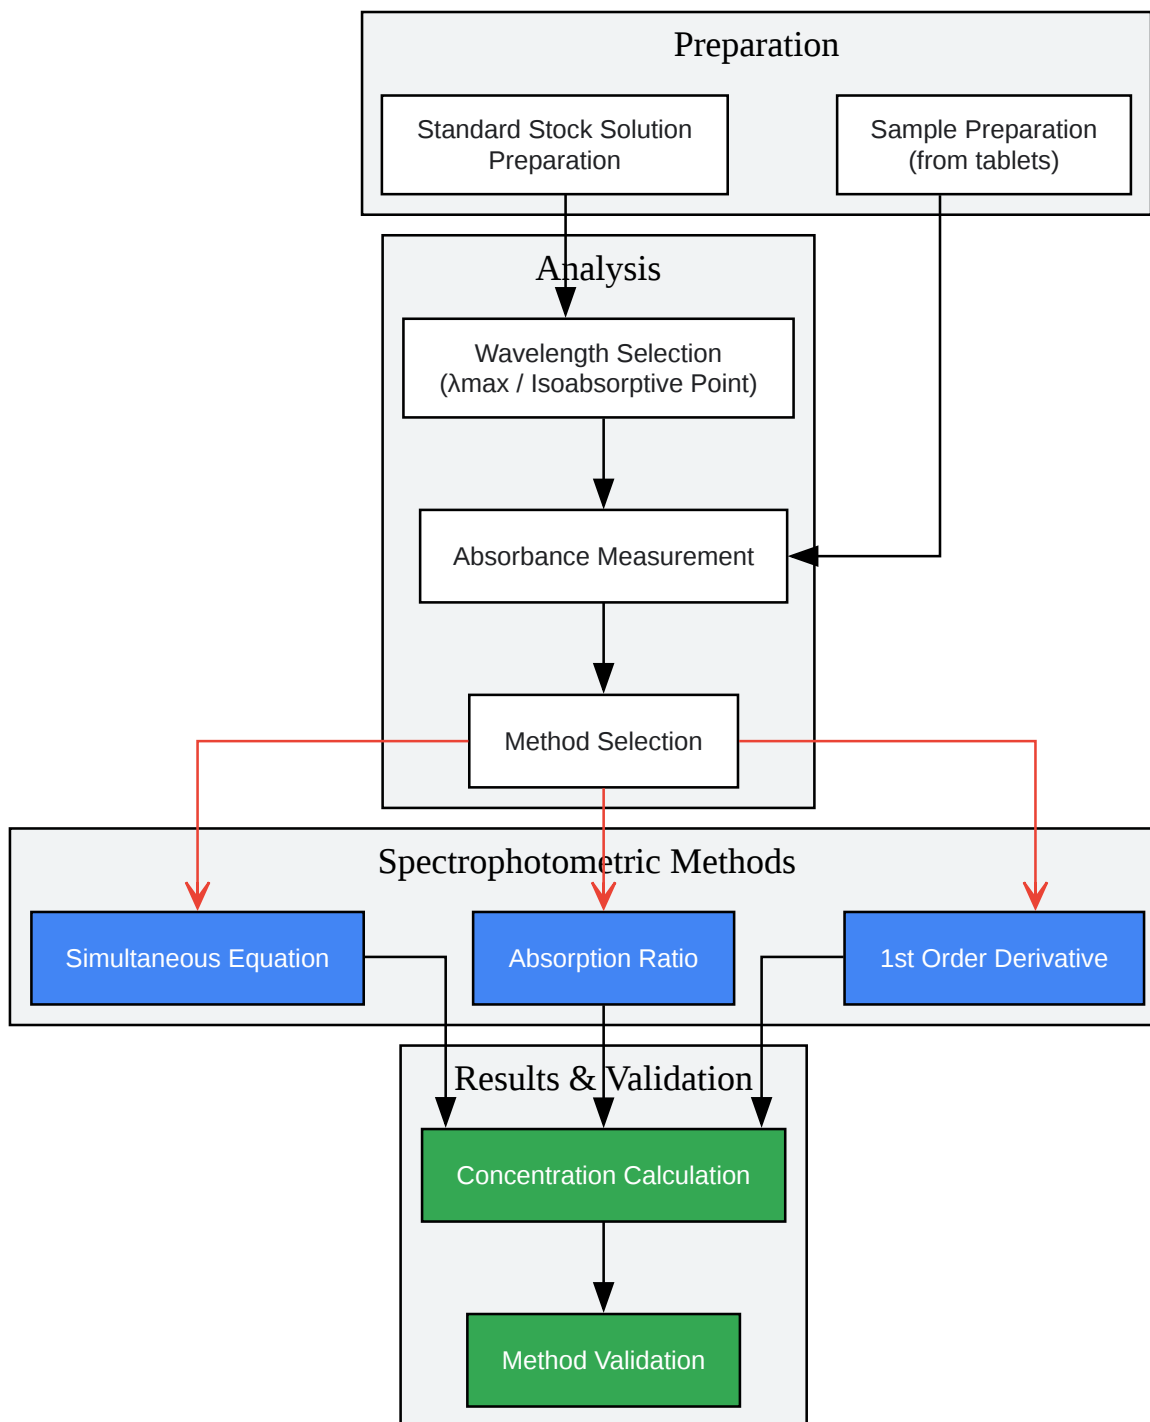 Preparation
Standard Stock Solution
Preparation
Sample Preparation
(from tablets)
Analysis
Wavelength Selection
(λmax / Isoabsorptive Point)
Absorbance Measurement
Method Selection
Spectrophotometric Methods
Simultaneous Equation
Absorption Ratio
1st Order Derivative
Results & Validation
Concentration Calculation
Method Validation